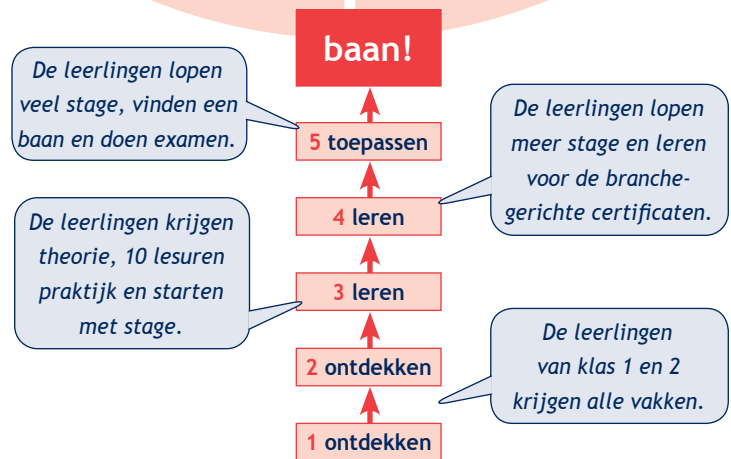 baan!
De leerlingen lopen
veel stage, vinden een
baan en doen examen.
5 toepassen
De leerlingen lopen
meer stage en leren
voor de branche-
gerichte certificaten.
4 leren
De leerlingen krijgen
theorie, 10 lesuren
praktijk en starten
met stage.
3 leren
2 ontdekken
De leerlingen
van klas 1 en 2
krijgen alle vakken.
1 ontdekken